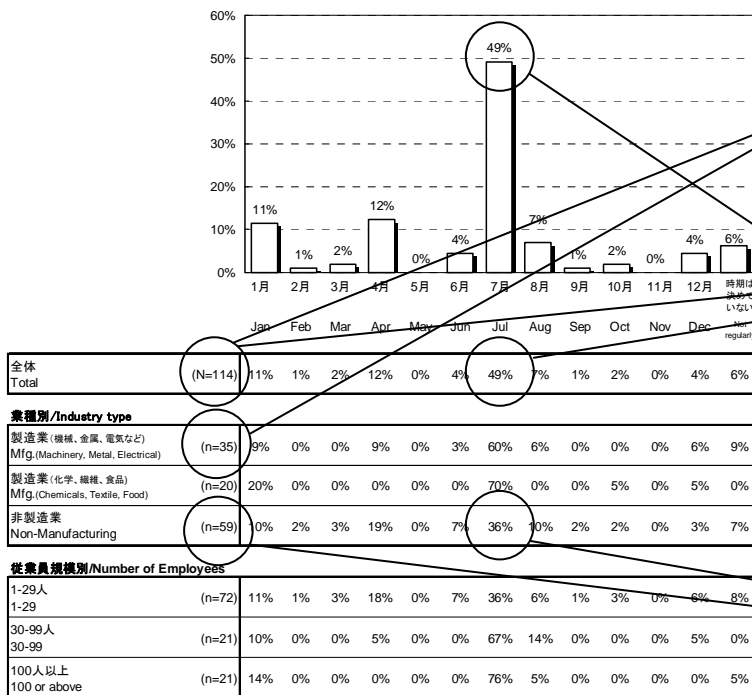 60%
50%
40%
30%
20%
10%
0%
11%
1%
2%
12%
0%
4%
49%
7%
1%
2%
0%
4%
6%
1月 2月 3月 4月 5月 6月 7月 8月 9月 10月 11月 12月 時期は
決めて
いない
Jan Feb Mar Apr May Jun Jul Aug Sep Oct Nov Dec Not
regularly
全体
Total (N=114) 11% 1% 2% 12% 0% 4% 49% 7% 1% 2% 0% 4% 6%
業種別/Industry type
製造業(機械、金属、電気など)
Mfg.(Machinery, Metal, Electrical) (n=35) 9% 0% 0% 9% 0% 3% 60% 6% 0% 0% 0% 6% 9%
製造業(化学、繊維、食品)
Mfg.(Chemicals, Textile, Food) (n=20) 20% 0% 0% 0% 0% 0% 70% 0% 0% 5% 0% 5% 0%
非製造業
Non-Manufacturing (n=59) 10% 2% 3% 19% 0% 7% 36% 10% 2% 2% 0% 3% 7%
従業員規模別/Number of Employees
1-29人
1-29 (n=72) 11% 1% 3% 18% 0% 7% 36% 6% 1% 3% 0% 6% 8%
30-99人
30-99 (n=21) 10% 0% 0% 5% 0% 0% 67% 14% 0% 0% 0% 5% 0%
100人以上
100 or above (n=21) 14% 0% 0% 0% 0% 0% 76% 5% 0% 0% 0% 0% 5%